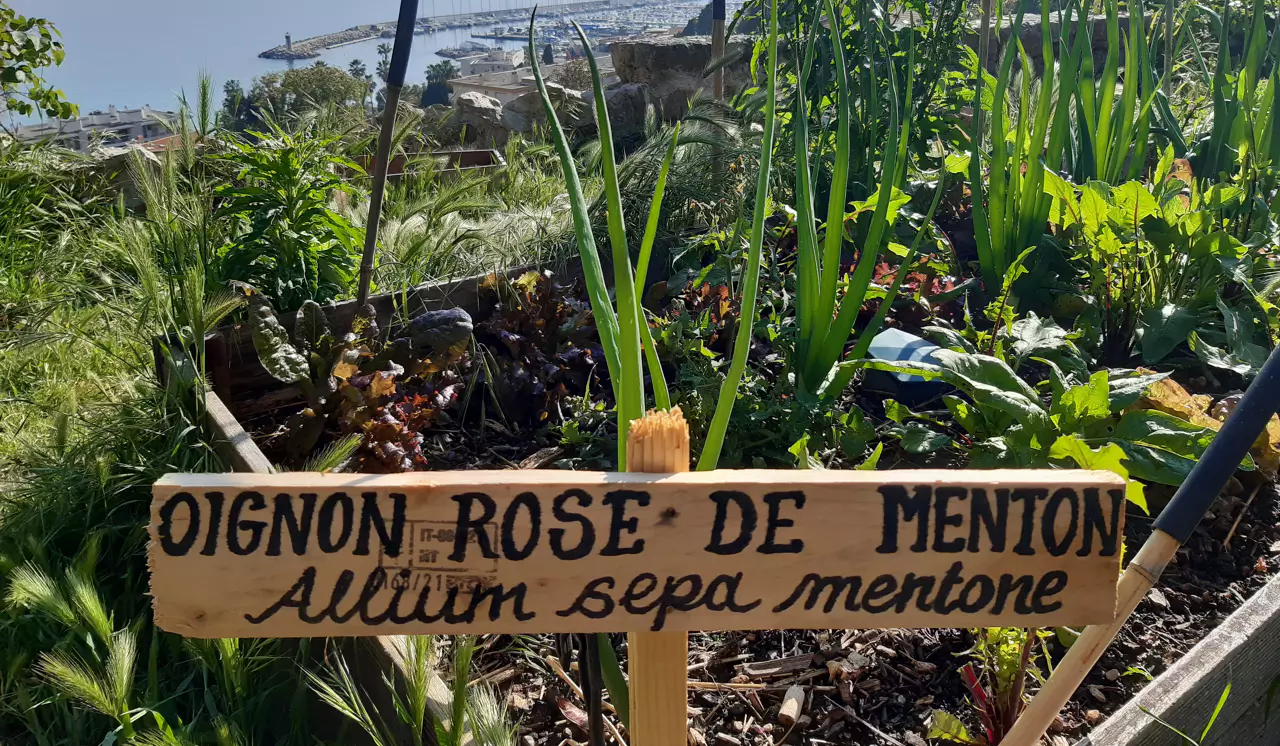 OIGNON ROSE DE MENTON
Allium sepa mentone